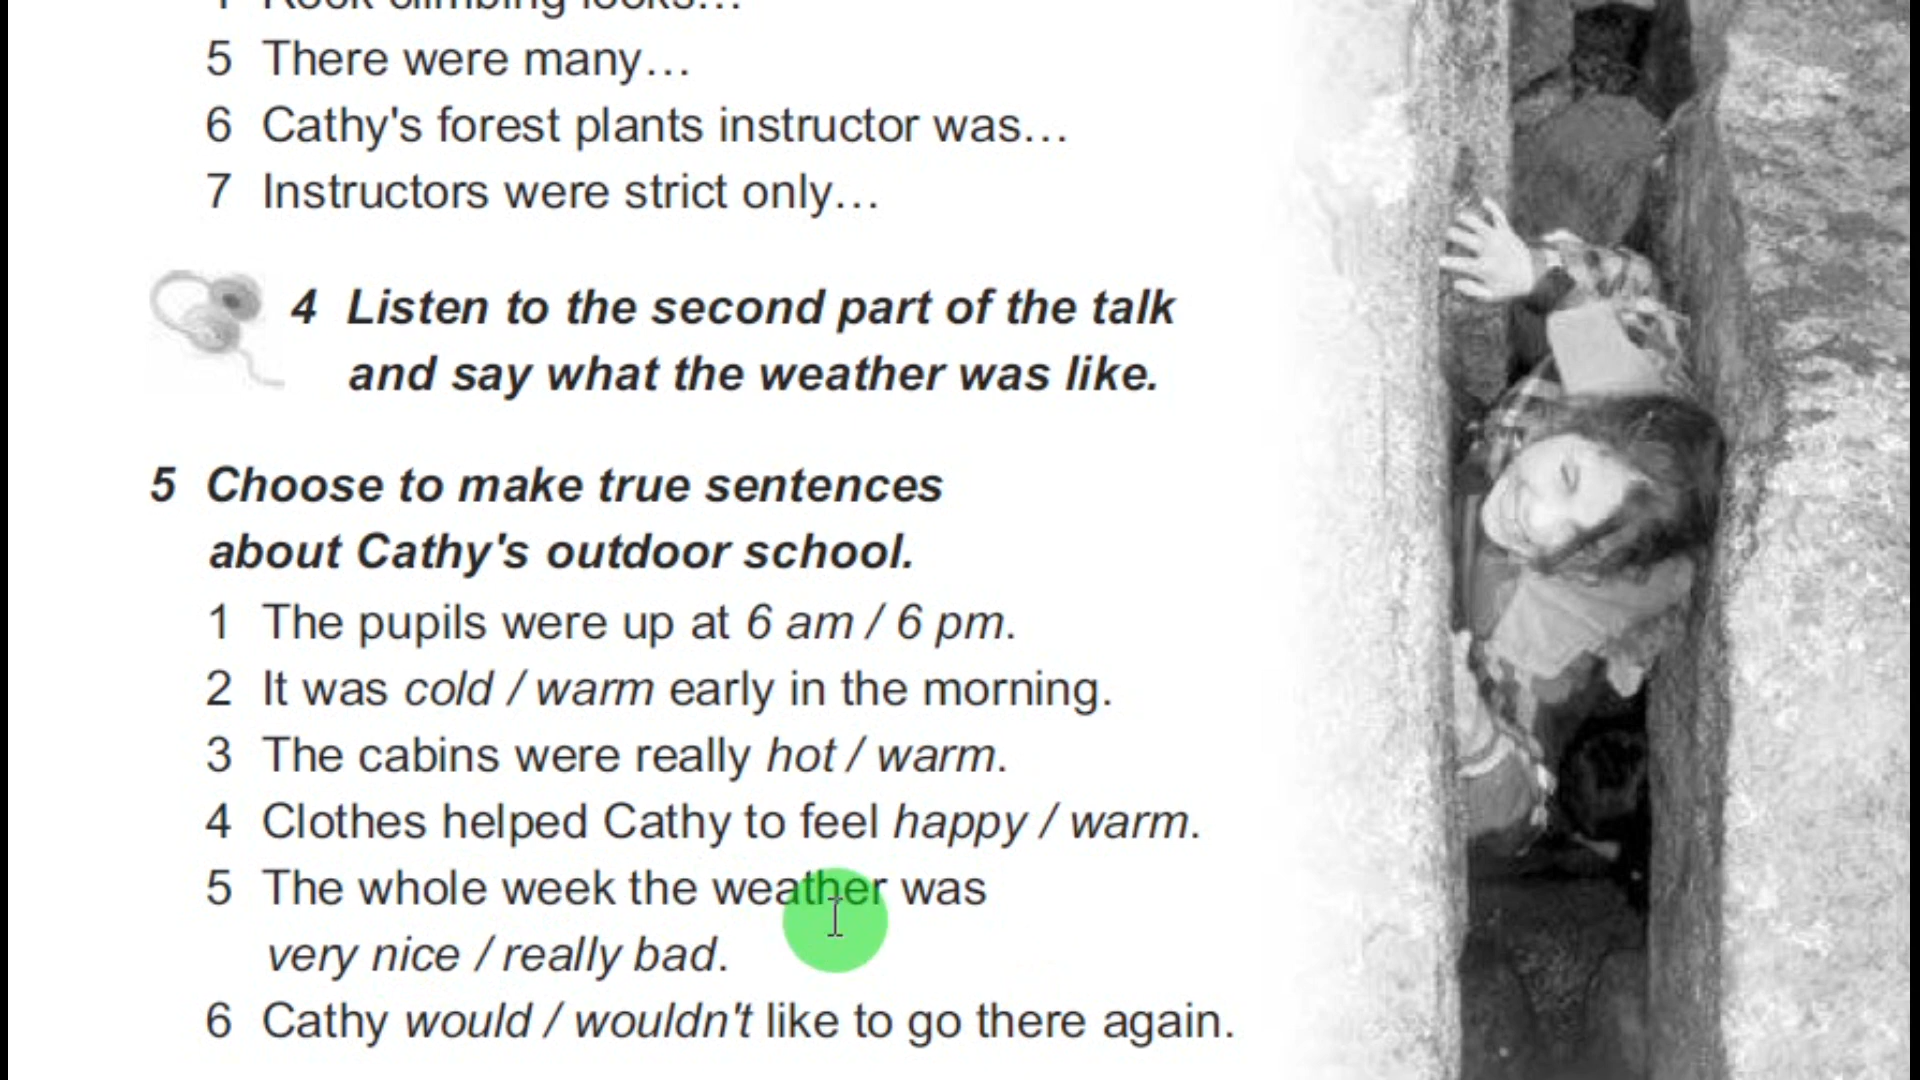 4 Rock climbing looks…
5 There were many…
6 Cathy's forest plants instructor was…
7 Instructors were strict only…
4 Listen to the second part of the talk
and say what the weather was like.
5 Choose to make true sentences
about Cathy's outdoor school.
1 The pupils were up at 6 am / 6 pm.
2 It was cold / warm early in the morning.
3 The cabins were really hot / warm.
4 Clothes helped Cathy to feel happy / warm.
5 The whole week the weather was
very nice / really bad.
6 Cathy would / wouldn't like to go there again.